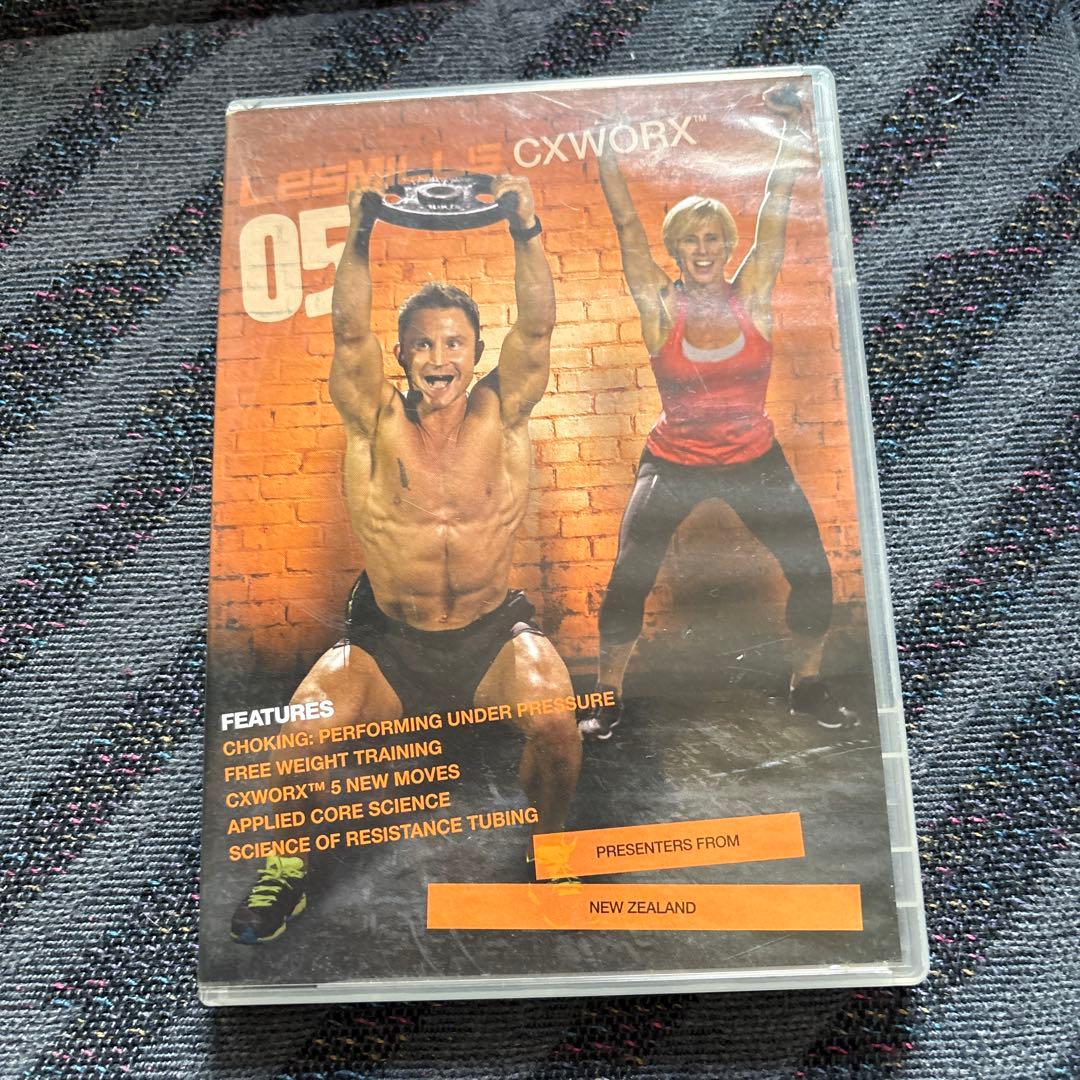 LESMILLS CXWORX™
05
FEATURES
CHOKING: PERFORMING UNDER PRESSURE
FREE WEIGHT TRAINING
CXWORX™ 5 NEW MOVES
APPLIED CORE SCIENCE
SCIENCE OF RESISTANCE TUBING
PRESENTERS FROM
NEW ZEALAND